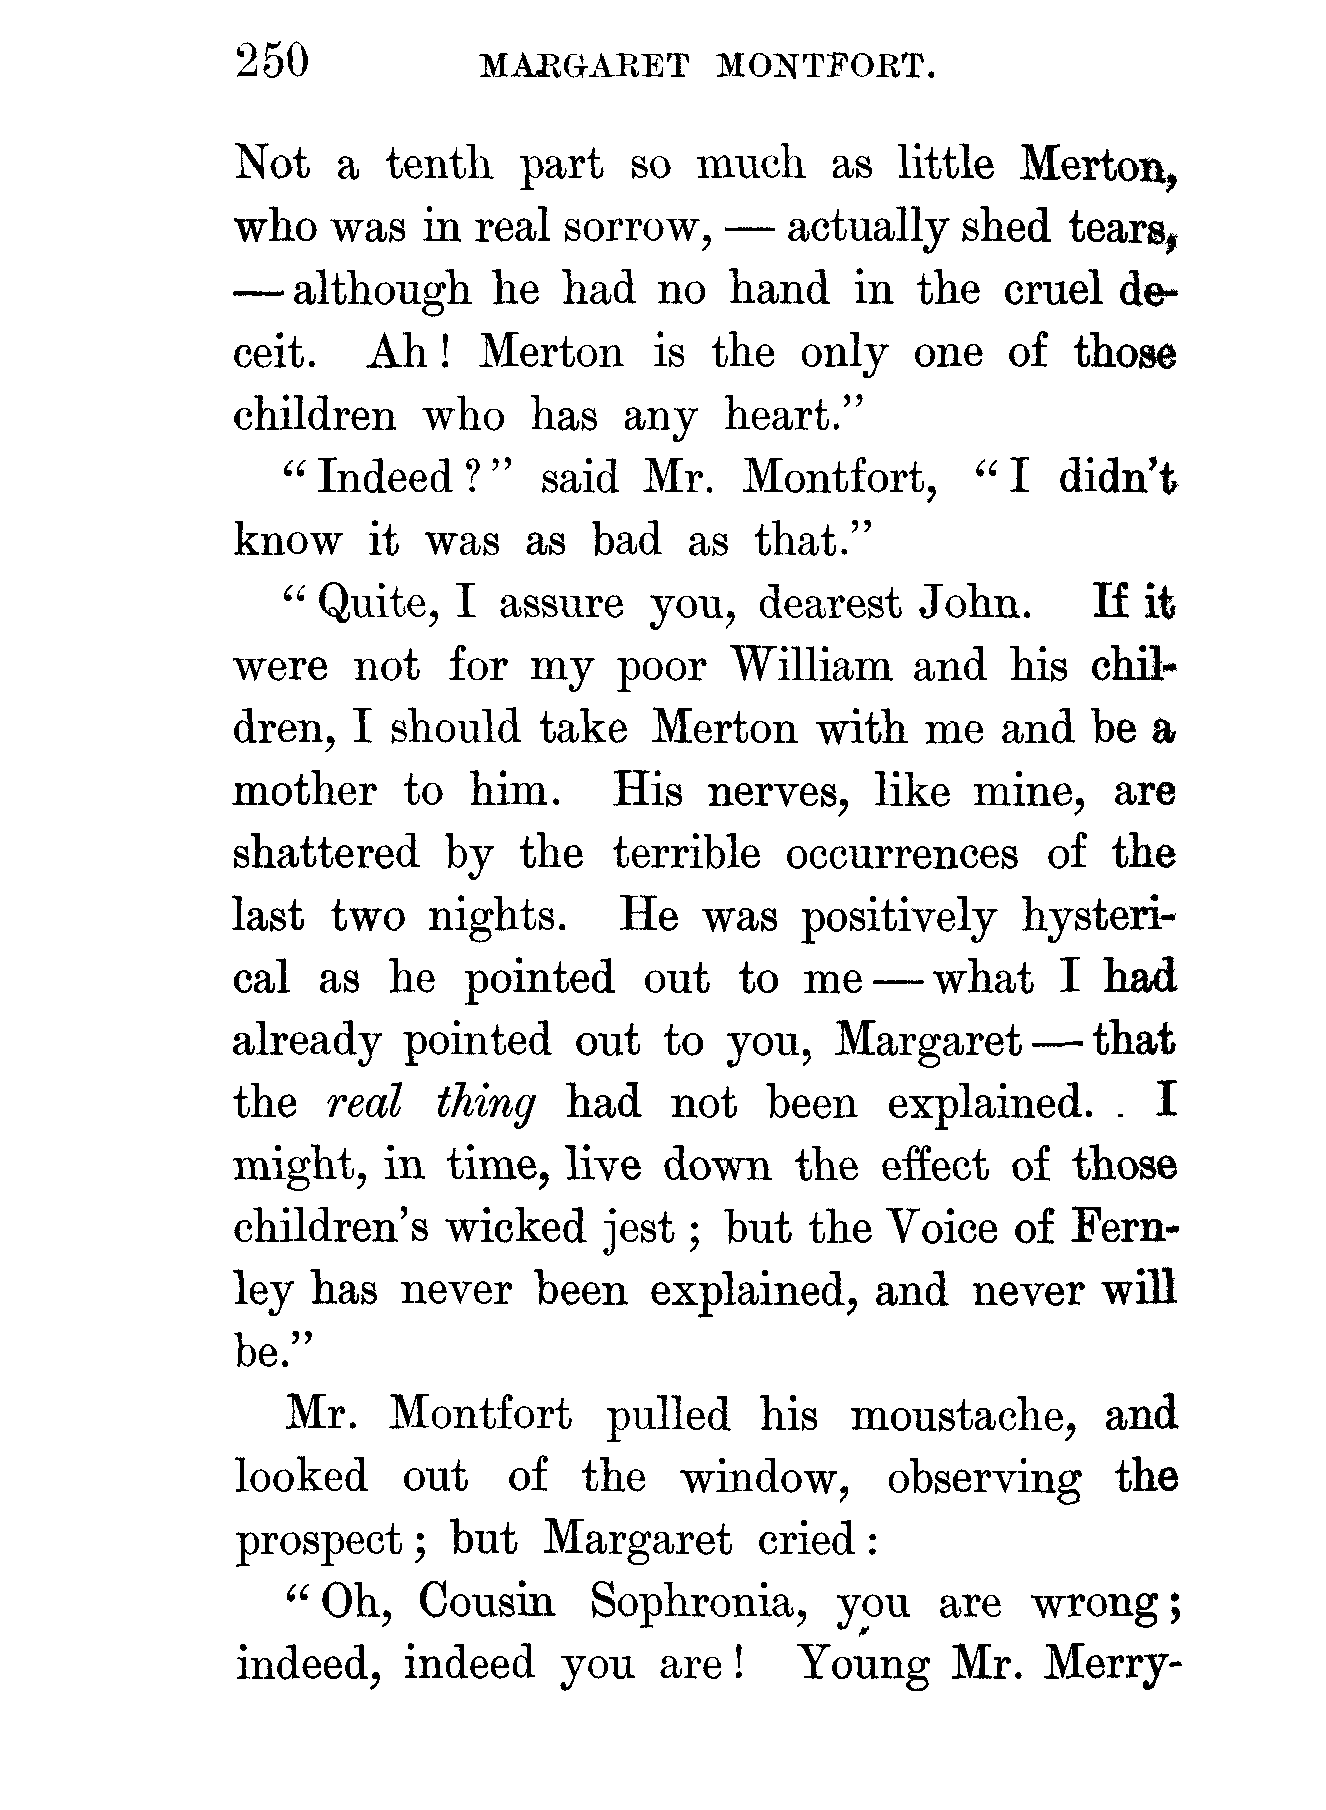 250 MARGARET MONTFORT.
Not a tenth part so much as little Merton,
who was in real sorrow, — actually shed tears,
— although he had no hand in the cruel de-
ceit. Ah! Merton is the only one of those
children who has any heart."
"Indeed?" said Mr. Montfort, "I didn't
know it was as bad as that."
"Quite, I assure you, dearest John. If it
were not for my poor William and his chil-
dren, I should take Merton with me and be a
mother to him. His nerves, like mine, are
shattered by the terrible occurrences of the
last two nights. He was positively hysteri-
cal as he pointed out to me — what I had
already pointed out to you, Margaret — that
the real thing had not been explained. . I
might, in time, live down the effect of those
children's wicked jest; but the Voice of Fern-
ley has never been explained, and never will
be."
Mr. Montfort pulled his moustache, and
looked out of the window, observing the
prospect; but Margaret cried:
"Oh, Cousin Sophronia, you are wrong;
indeed, indeed you are! Young Mr. Merry-